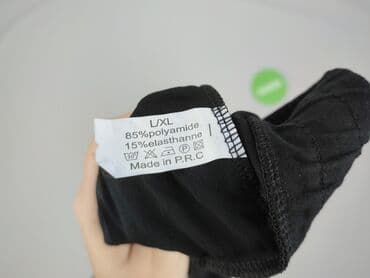 L/XL
85%polyamide
15%elasthanne
Made in P.R.C